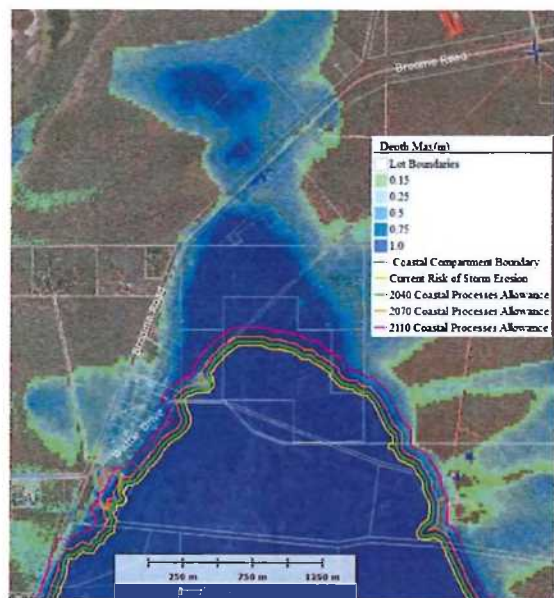 Broome Road
Depth Max(m)
Lot Boundaries
0.15
0.25
0.5
0.75
1.0
Coastal Compartment Boundary
Current Risk of Storm Erosion
2040 Coastal Processes Allowance
2070 Coastal Processes Allowance
2110 Coastal Processes Allowance
Broome Road
Drive
250 m
750 m
1350 m